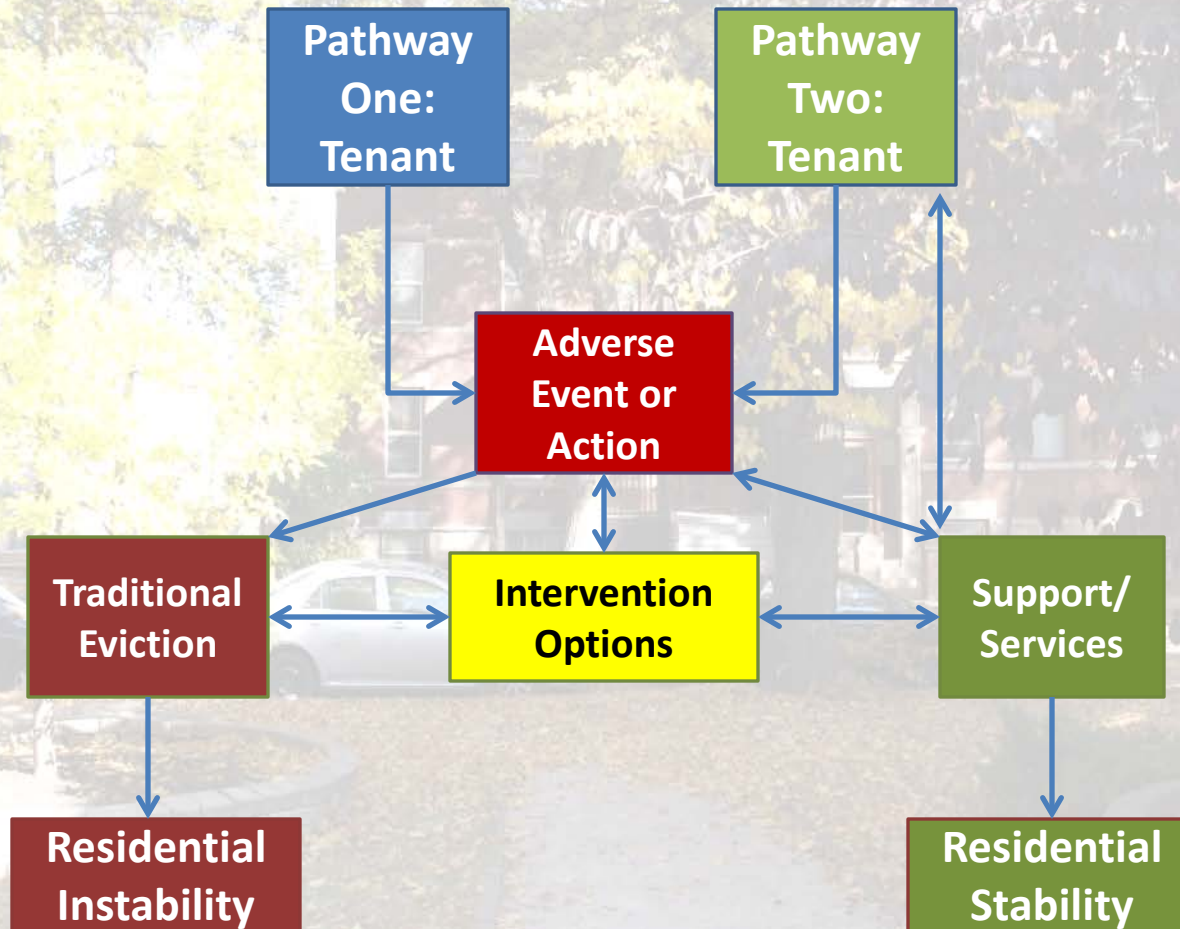 Pathway
One:
Tenant
Pathway
Two:
Tenant
Adverse
Event or
Action
Traditional
Eviction
Intervention
Options
Support/
Services
Residential
Instability
Residential
Stability